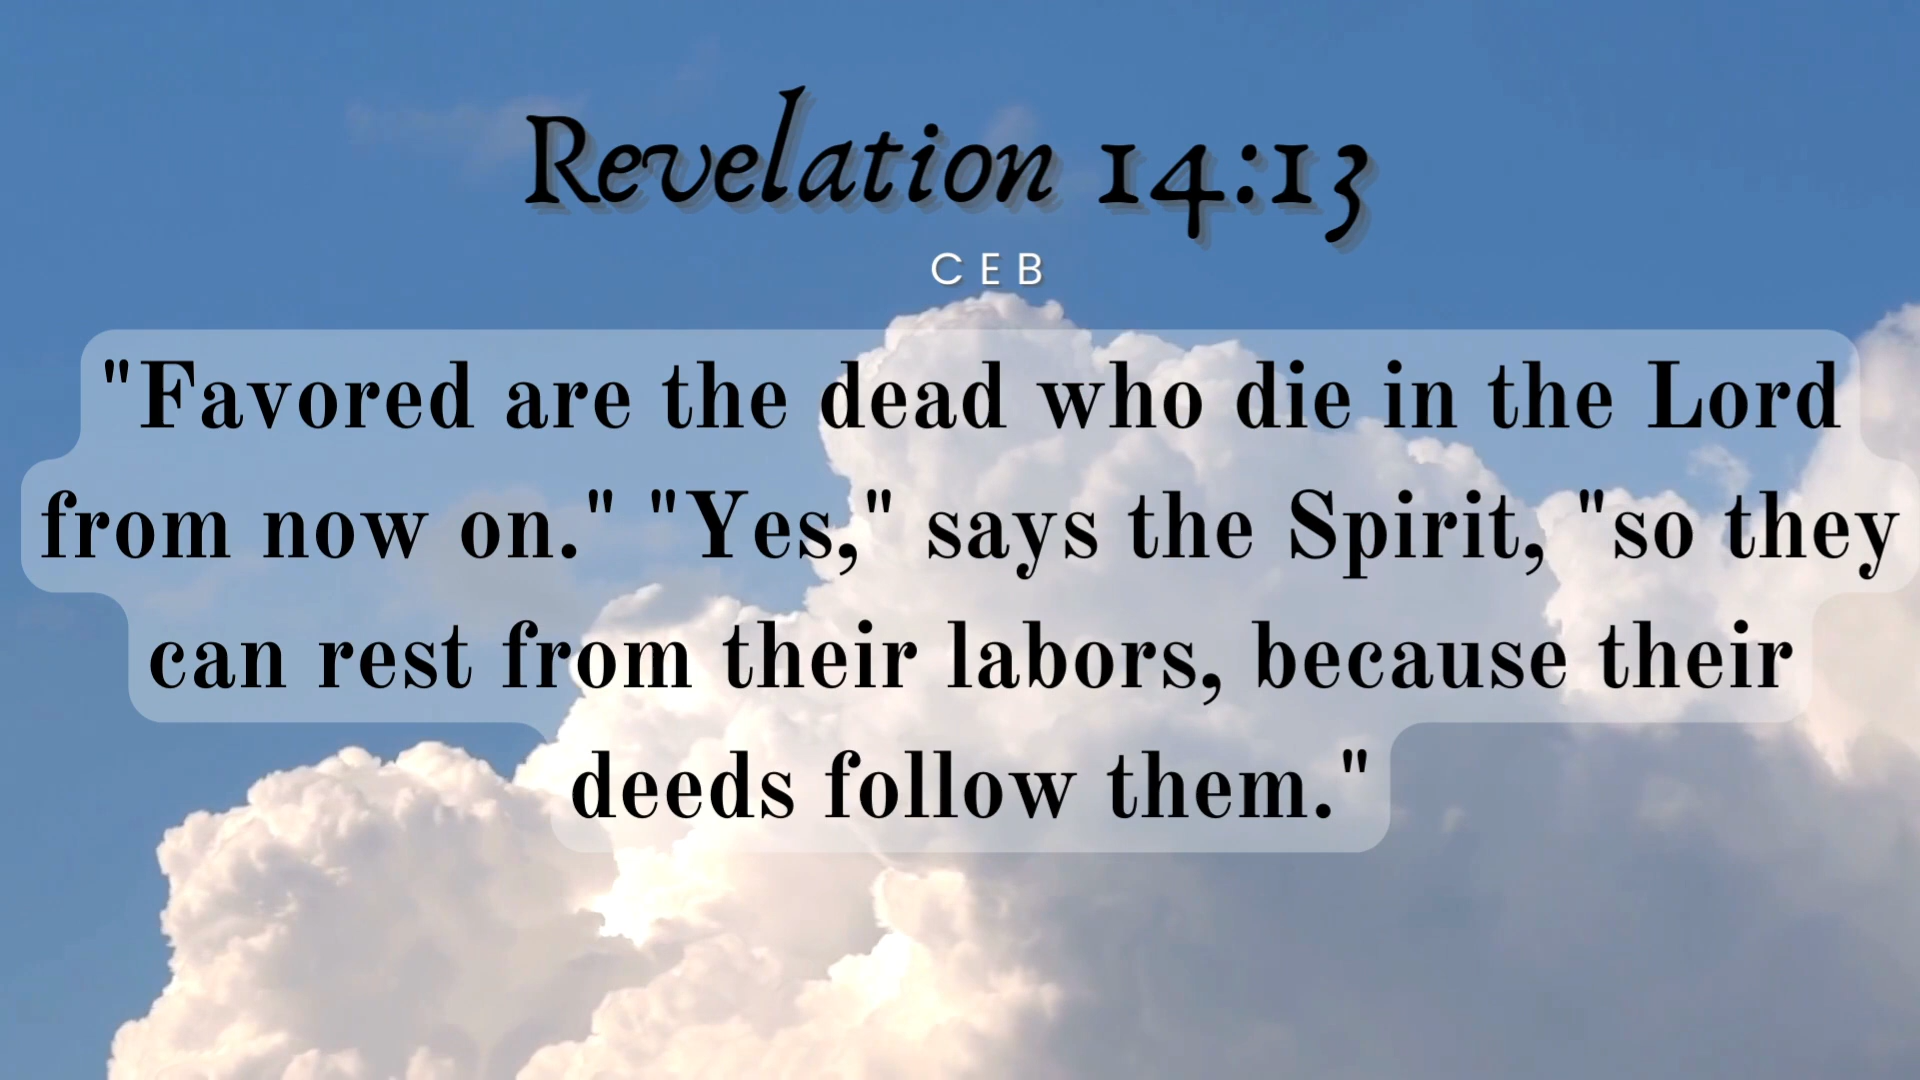 Revelation 14:13
CEB
"Favored are the dead who die in the Lord
from now on." "Yes," says the Spirit, "so they
can rest from their labors, because their
deeds follow them."